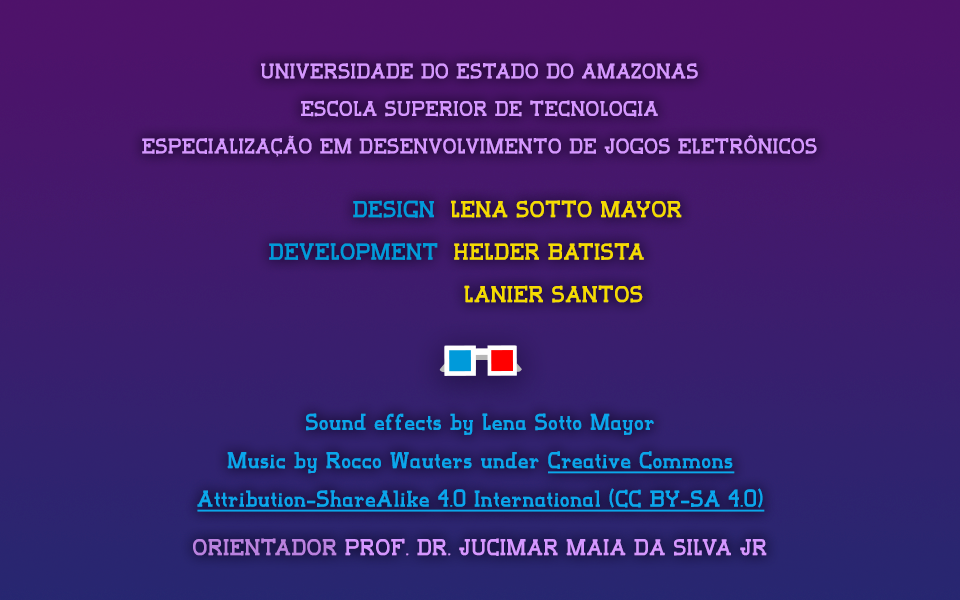 UNIVERSIDADE DO ESTADO DO AMAZONAS
ESCOLA SUPERIOR DE TECNOLOGIA
ESPECIALIZAÇÃO EM DESENVOLVIMENTO DE JOGOS ELETRÔNICOS
DESIGN LENA SOTTO MAYOR
DEVELOPMENT HELDER BATISTA
LANIER SANTOS
Sound effects by Lena Sotto Mayor
Music by Rocco Wauters under Creative Commons
Attribution-ShareAlike 4.0 International (CC BY-SA 4.0)
ORIENTADOR PROF. DR. JUCIMAR MAIA DA SILVA JR